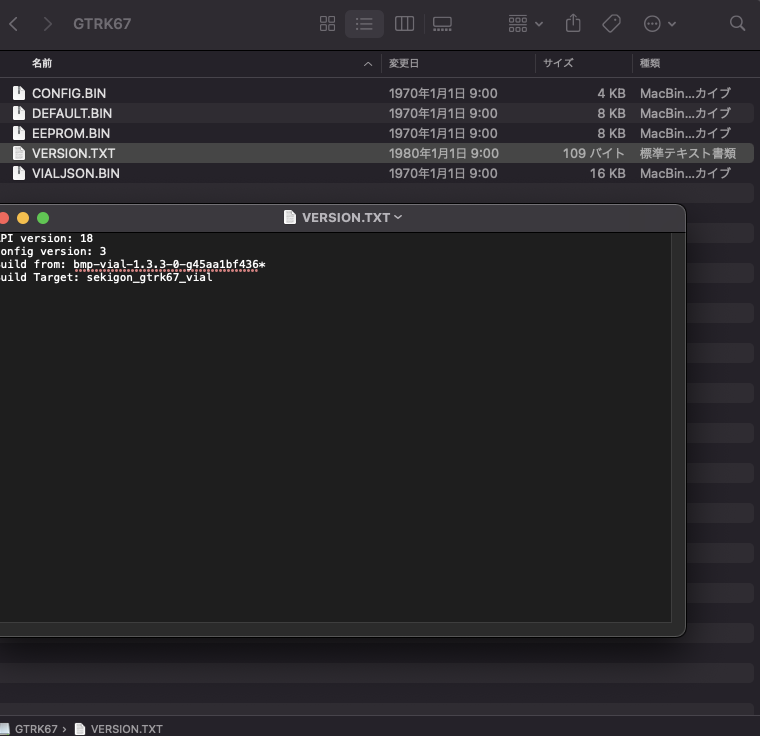 GTRK67
名前 変更日 サイズ 種類
CONFIG.BIN 1970年1月1日 9:00 4 KB MacBin...カイブ
DEFAULT.BIN 1970年1月1日 9:00 8 KB MacBin...カイブ
EEPROM.BIN 1970年1月1日 9:00 8 KB MacBin...カイブ
VERSION.TXT 1980年1月1日 9:00 109 バイト 標準テキスト書類
VIALJSON.BIN 1970年1月1日 9:00 16 KB MacBin...カイブ
VERSION.TXT
PI version: 18
onfig version: 3
uild from: bmp-vial-1.3.3-0-g45aa1bf436*
uild Target: sekigon_gtrk67_vial
GTRK67 › VERSION.TXT